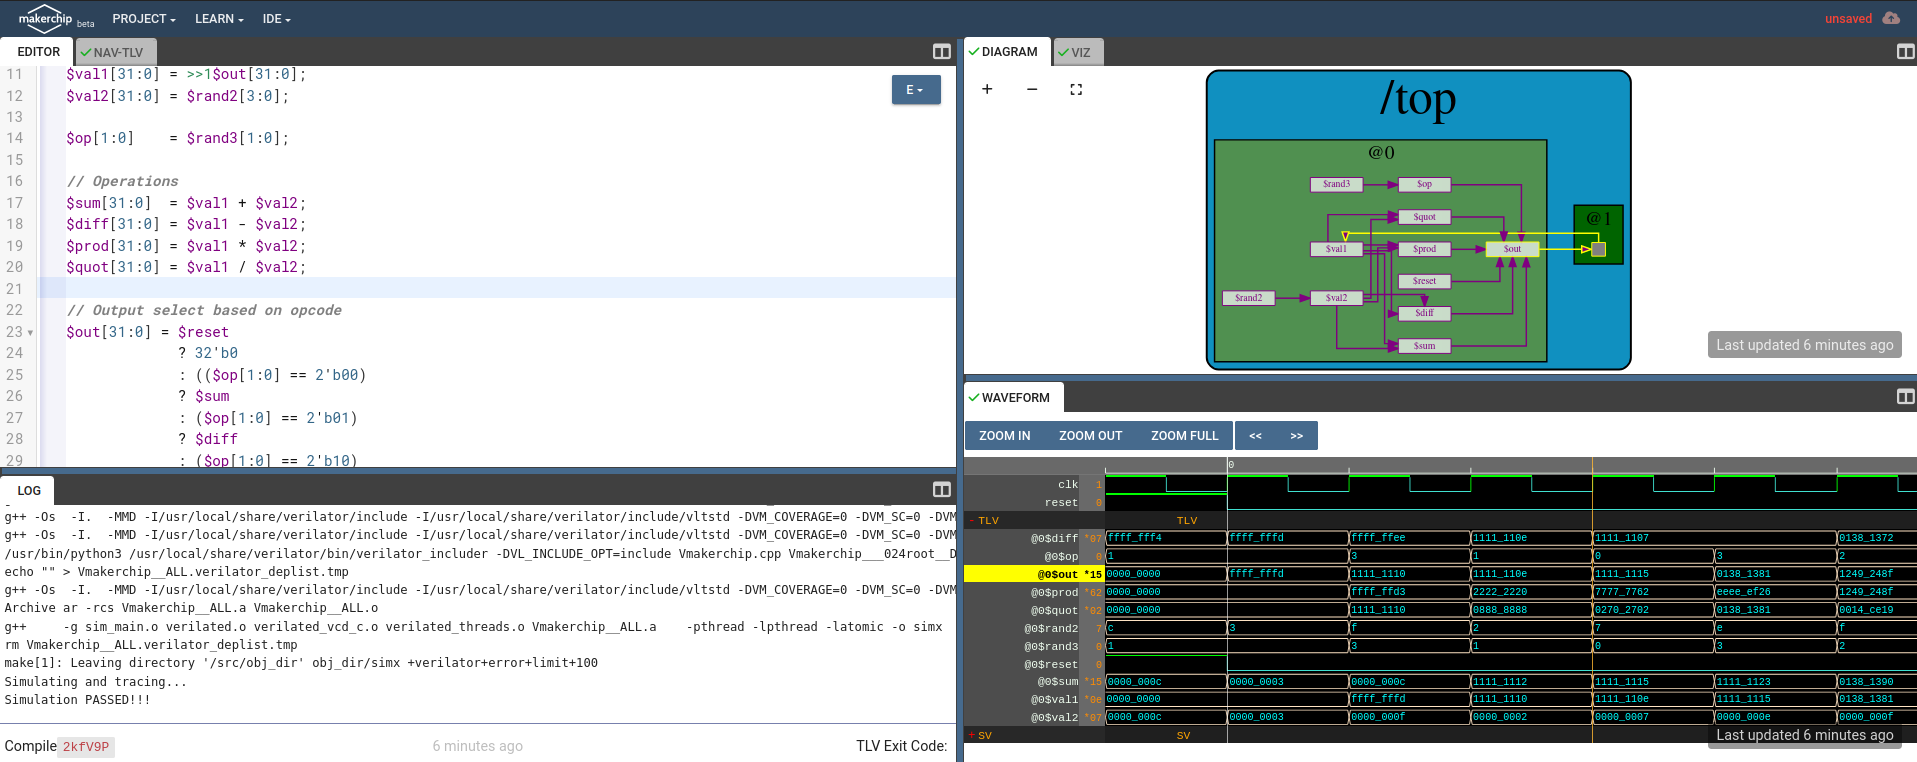 makerchip beta PROJECT LEARN IDE unsaved
EDITOR NAV-TLV
11 $val1[31:0] = >>1$out[31:0];
12 $val2[31:0] = $rand2[3:0];
13
14 $op[1:0]    = $rand3[1:0];
15
16 // Operations
17 $sum[31:0]  = $val1 + $val2;
18 $diff[31:0] = $val1 - $val2;
19 $prod[31:0] = $val1 * $val2;
20 $quot[31:0] = $val1 / $val2;
21
22 // Output select based on opcode
23 $out[31:0] = $reset
24 ? 32'b0
25 : (($op[1:0] == 2'b00)
26 ? $sum
27 : ($op[1:0] == 2'b01)
28 ? $diff
29 : ($op[1:0] == 2'b10)
E
LOG
g++ -Os  -I.  -MMD -I/usr/local/share/verilator/include -I/usr/local/share/verilator/include/vltstd -DVM_COVERAGE=0 -DVM_SC=0 -DVM
g++ -Os  -I.  -MMD -I/usr/local/share/verilator/include -I/usr/local/share/verilator/include/vltstd -DVM_COVERAGE=0 -DVM_SC=0 -DVM
/usr/bin/python3 /usr/local/share/verilator/bin/verilator_includer -DVL_INCLUDE_OPT=include Vmakerchip.cpp Vmakerchip___024root__D
echo "" > Vmakerchip__ALL.verilator_deplist.tmp
g++ -Os  -I.  -MMD -I/usr/local/share/verilator/include -I/usr/local/share/verilator/include/vltstd -DVM_COVERAGE=0 -DVM_SC=0 -DVM
Archive ar -rcs Vmakerchip__ALL.a Vmakerchip__ALL.o
g++     -g sim_main.o verilated.o verilated_vcd_c.o verilated_threads.o Vmakerchip__ALL.a    -pthread -lpthread -latomic -o simx
rm Vmakerchip__ALL.verilator_deplist.tmp
make[1]: Leaving directory '/src/obj_dir' obj_dir/simx +verilator+error+limit+100
Simulating and tracing...
Simulation PASSED!!!
Compile 2kfV9P 6 minutes ago TLV Exit Code:
DIAGRAM VIZ
+ −
/top
@0
$rand3 $op
@1
$quot
$val1 $prod $out
$reset
$rand2 $val2
$diff
$sum
Last updated 6 minutes ago
WAVEFORM
ZOOM IN ZOOM OUT ZOOM FULL << >>
0
clk 1
reset 0
- TLV TLV
@0$diff *07 ffff_fff4 ffff_fffd ffff_ffee 1111_110e 1111_1107 0138_1372
@0$op 0 1 3 1 0 3 2
@0$out *15 0000_0000 ffff_fffd 1111_1110 1111_110e 1111_1115 0138_1381 1249_248f
@0$prod *62 0000_0000 ffff_ffd3 2222_2220 7777_7762 eeee_ef26 1249_248f
@0$quot *02 0000_0000 1111_1110 0888_8888 0270_2702 0138_1381 0014_ce19
@0$rand2 7 c 3 f 2 7 e f
@0$rand3 0 1 3 1 0 3 2
@0$reset 0
@0$sum *15 0000_000c 0000_0003 0000_000c 1111_1112 1111_1115 1111_1123 0138_1390
@0$val1 *0e 0000_0000 ffff_fffd 1111_1110 1111_110e 1111_1115 0138_1381
@0$val2 *07 0000_000c 0000_0003 0000_000f 0000_0002 0000_0007 0000_000e 0000_000f
+ SV SV
Last updated 6 minutes ago